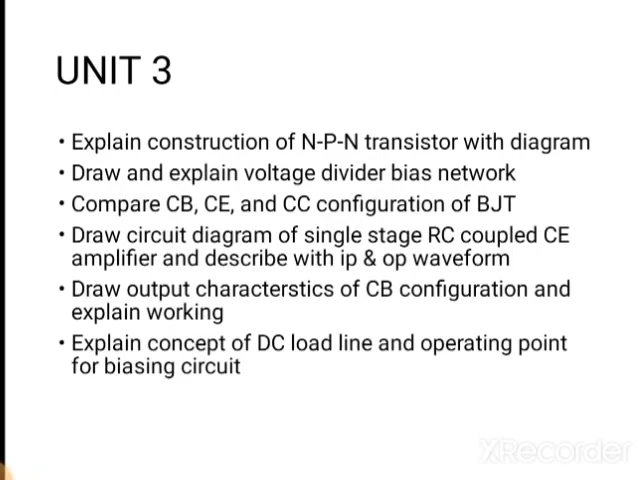 UNIT 3
• Explain construction of N-P-N transistor with diagram
• Draw and explain voltage divider bias network
• Compare CB, CE, and CC configuration of BJT
• Draw circuit diagram of single stage RC coupled CE
amplifier and describe with ip & op waveform
• Draw output characterstics of CB configuration and
explain working
• Explain concept of DC load line and operating point
for biasing circuit
XRecorder